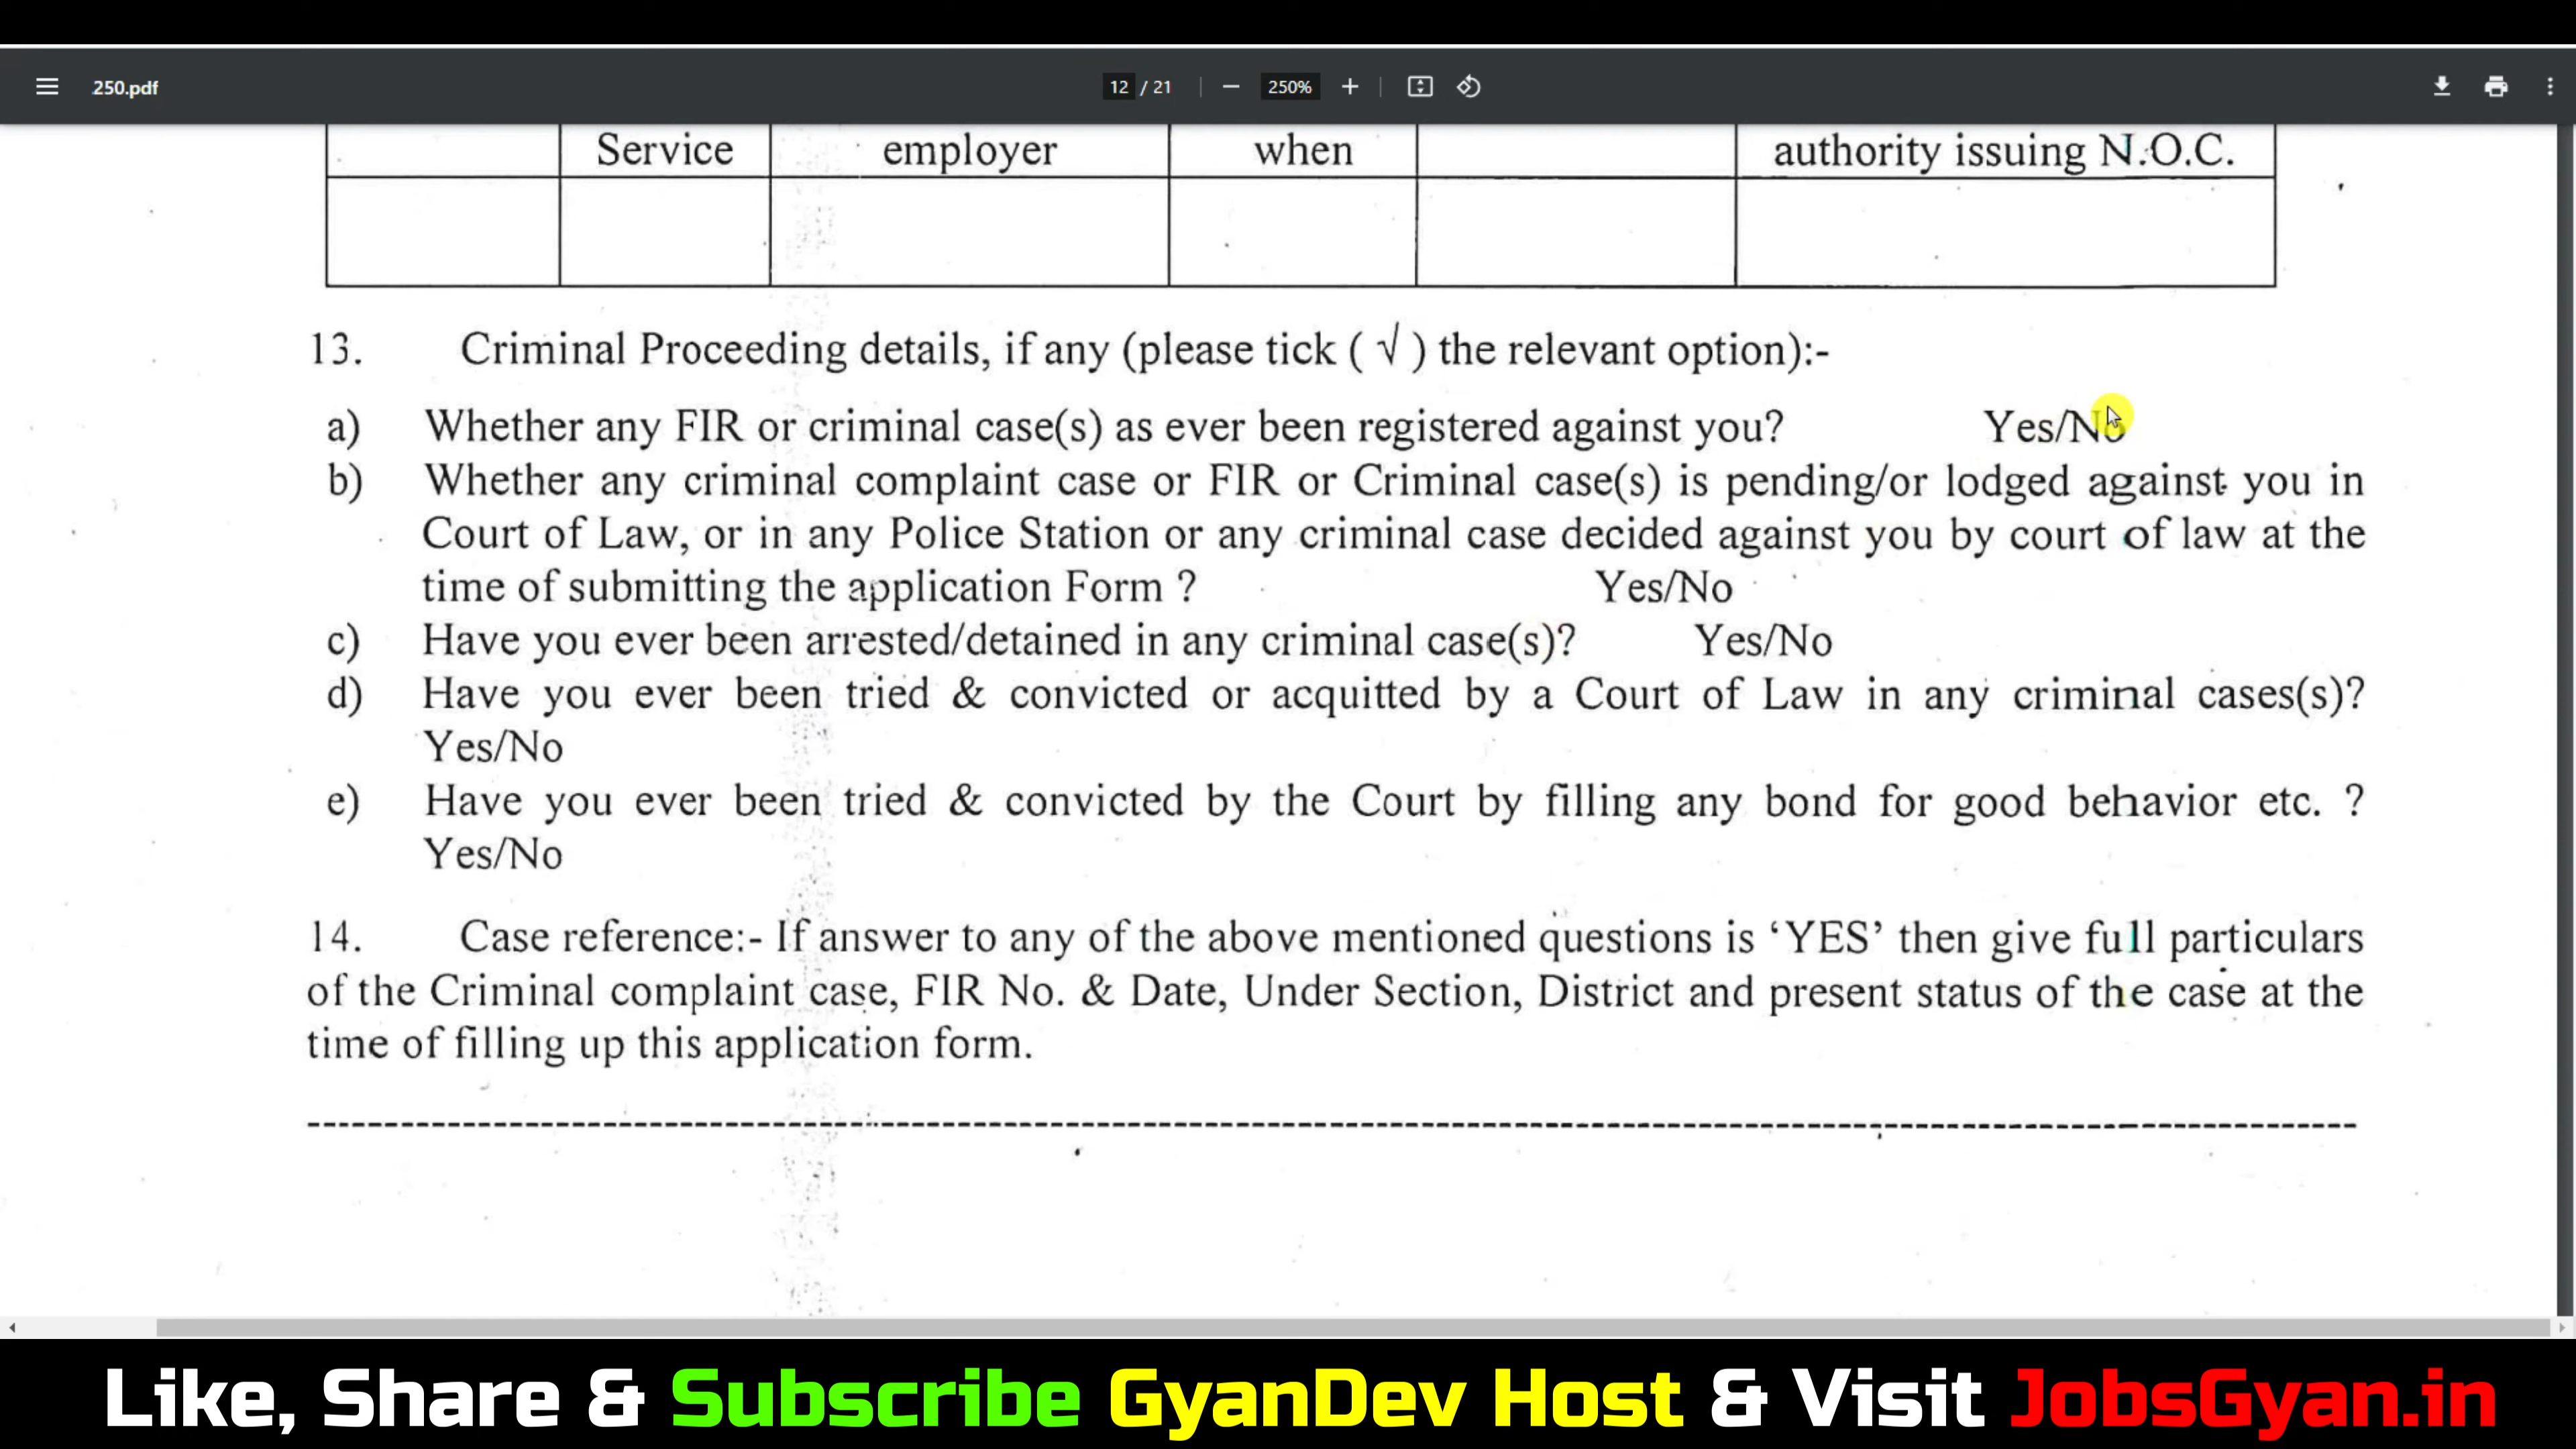 250.pdf
12 / 21
250%
Service employer when authority issuing N.O.C.
13. Criminal Proceeding details, if any (please tick ( √ ) the relevant option):-
a) Whether any FIR or criminal case(s) as ever been registered against you? Yes/No
b) Whether any criminal complaint case or FIR or Criminal case(s) is pending/or lodged against you in
Court of Law, or in any Police Station or any criminal case decided against you by court of law at the
time of submitting the application Form ? Yes/No
c) Have you ever been arrested/detained in any criminal case(s)? Yes/No
d) Have you ever been tried & convicted or acquitted by a Court of Law in any criminal cases(s)?
Yes/No
e) Have you ever been tried & convicted by the Court by filling any bond for good behavior etc. ?
Yes/No
14. Case reference:- If answer to any of the above mentioned questions is ‘YES’ then give full particulars
of the Criminal complaint case, FIR No. & Date, Under Section, District and present status of the case at the
time of filling up this application form.
Like, Share & Subscribe GyanDev Host & Visit JobsGyan.in